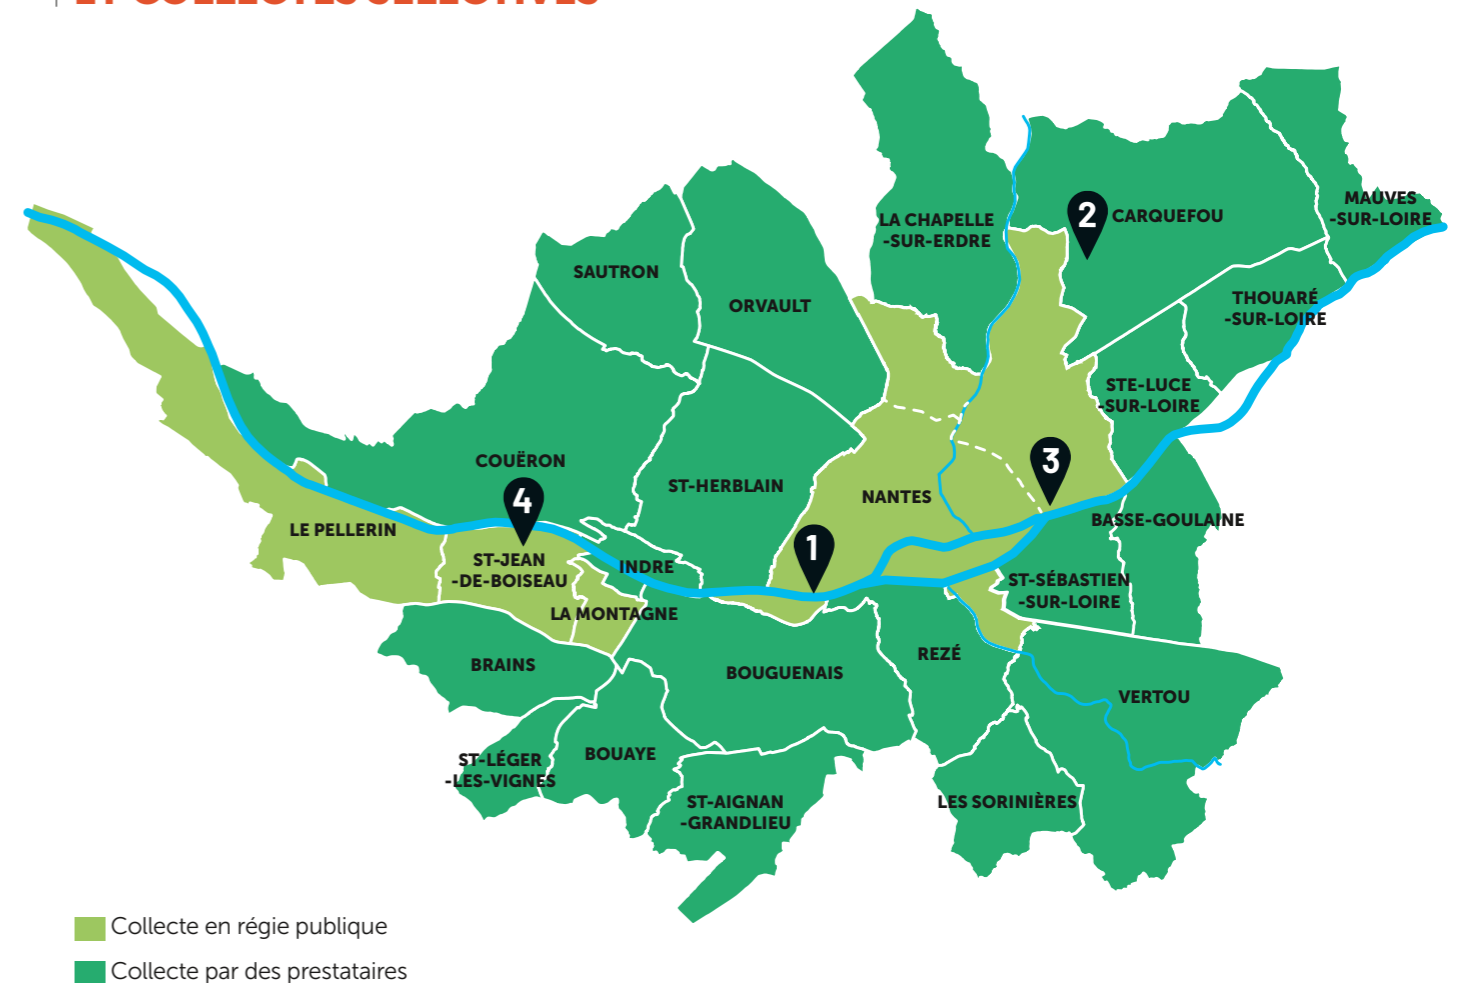 ET COLLECTES SÉLECTIVES
MAUVES
-SUR-LOIRE
LA CHAPELLE
-SUR-ERDRE
2
CARQUEFOU
SAUTRON
ORVAULT
THOUARÉ
-SUR-LOIRE
STE-LUCE
-SUR-LOIRE
COUËRON
3
ST-HERBLAIN
NANTES
4
LE PELLERIN
BASSE-GOULAINE
1
ST-JEAN
-DE-BOISEAU
INDRE
ST-SÉBASTIEN
-SUR-LOIRE
LA MONTAGNE
BRAINS
BOUGUENAIS
REZÉ
VERTOU
ST-LÉGER
-LES-VIGNES
BOUAYE
ST-AIGNAN
-GRANDLIEU
LES SORINIÈRES
Collecte en régie publique
Collecte par des prestataires